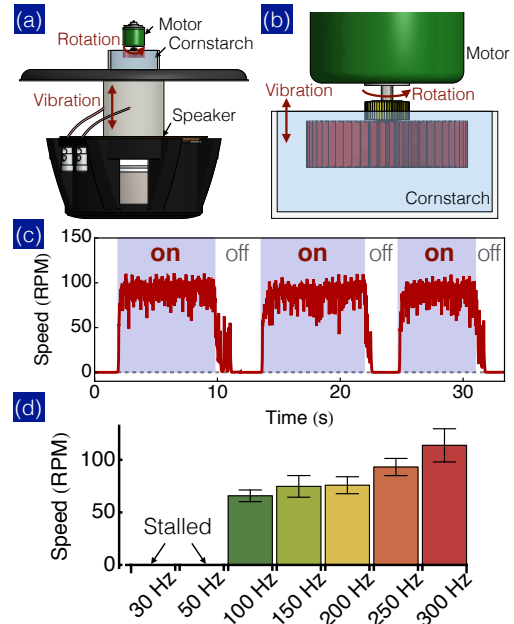 (a)
Motor
Rotation
Cornstarch
Vibration
Speaker
(b)
Motor
Rotation
Vibration
Cornstarch
(c)
150
100
50
0
Speed (RPM)
on off on off on off
0 10 20 30
Time (s)
(d)
100
50
0
Speed (RPM)
Stalled
30 Hz 50 Hz 100 Hz 150 Hz 200 Hz 250 Hz 300 Hz